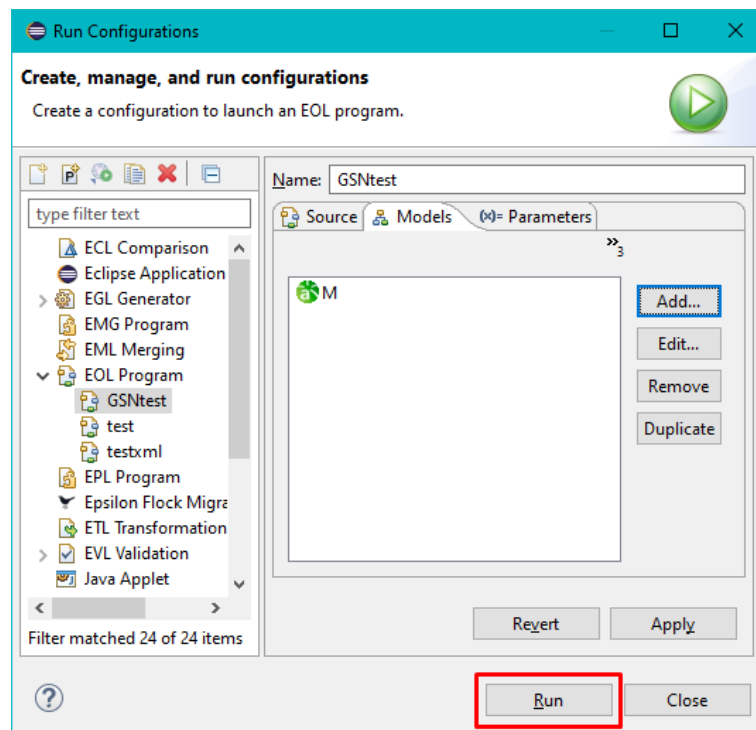 Run Configurations
Create, manage, and run configurations
Create a configuration to launch an EOL program.
type filter text
ECL Comparison
Eclipse Application
EGL Generator
EMG Program
EML Merging
EOL Program
GSNtest
test
testxml
EPL Program
Epsilon Flock Migra
ETL Transformation
EVL Validation
Java Applet
Filter matched 24 of 24 items
Name: GSNtest
Source Models (x)= Parameters
»3
M
Add...
Edit...
Remove
Duplicate
Revert Apply
Run Close